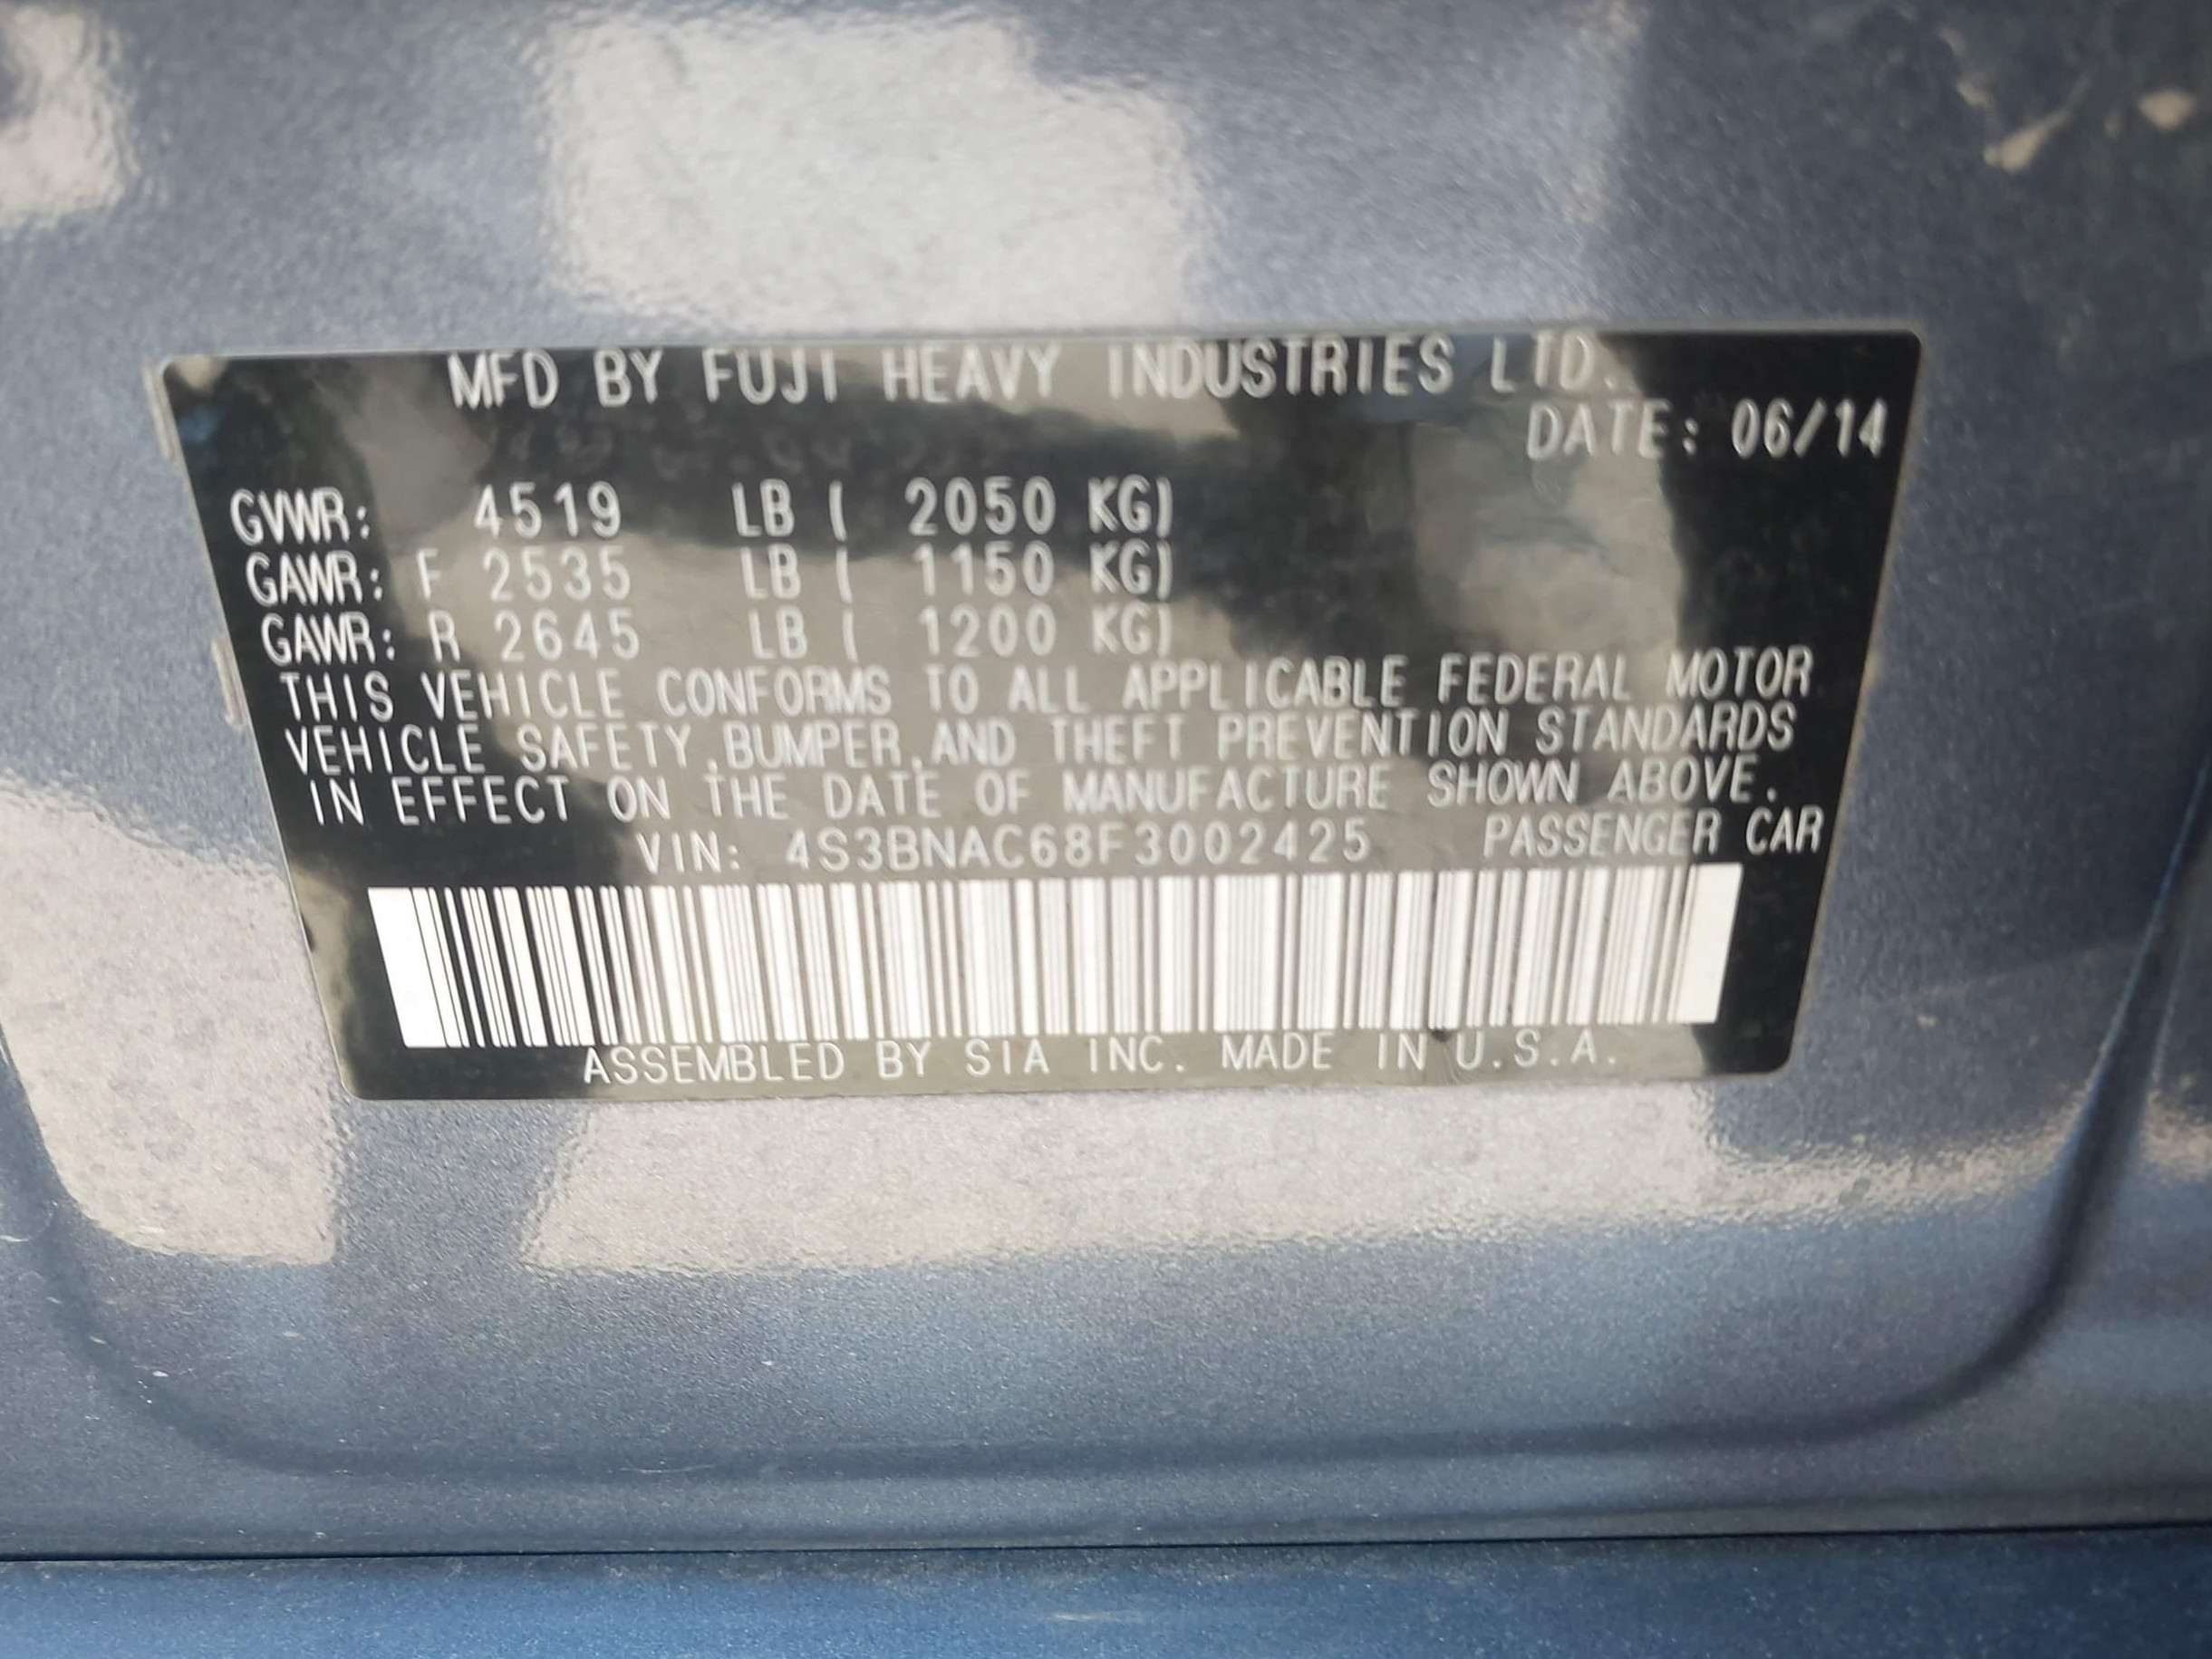 MFD BY FUJI HEAVY INDUSTRIES LTD.
DATE: 06/14
GVWR: 4519 LB ( 2050 KG)
GAWR: F 2535 LB ( 1150 KG)
GAWR: R 2645 LB ( 1200 KG)
THIS VEHICLE CONFORMS TO ALL APPLICABLE FEDERAL MOTOR
VEHICLE SAFETY,BUMPER,AND THEFT PREVENTION STANDARDS
IN EFFECT ON THE DATE OF MANUFACTURE SHOWN ABOVE.
VIN: 4S3BNAC68F3002425 PASSENGER CAR
ASSEMBLED BY SIA INC. MADE IN U.S.A.